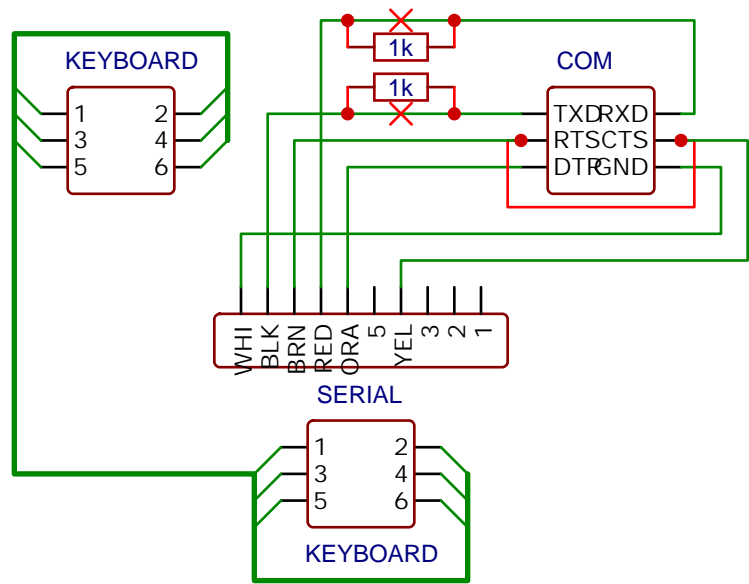 1k
KEYBOARD
COM
1k
1 2
3 4
5 6
TXD RXD
RTS CTS
DTR GND
WHI BLK BRN RED ORA 5 YEL 3 2 1
SERIAL
1 2
3 4
5 6
KEYBOARD